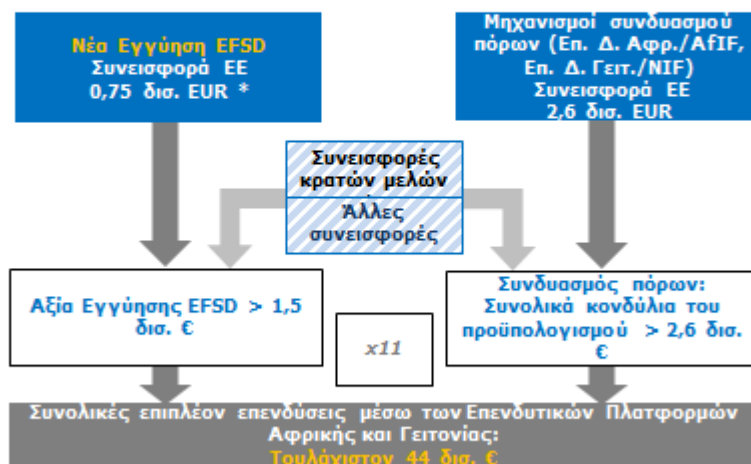 Νέα Εγγύηση EFSD
Συνεισφορά ΕΕ
0,75 δισ. EUR *
Μηχανισμοί συνδυασμού
πόρων (Επ. Δ. Αφρ./AfIF,
Επ. Δ. Γειτ./NIF)
Συνεισφορά ΕΕ
2,6 δισ. EUR
Συνεισφορές
κρατών μελών
Άλλες
συνεισφορές
Αξία Εγγύησης EFSD > 1,5
δισ. €
x11
Συνδυασμός πόρων:
Συνολικά κονδύλια του
προϋπολογισμού > 2,6 δισ.
€
Συνολικές επιπλέον επενδύσεις μέσω των Επενδυτικών Πλατφορμών
Αφρικής και Γειτονίας:
Τουλάχιστον 44 δισ. €